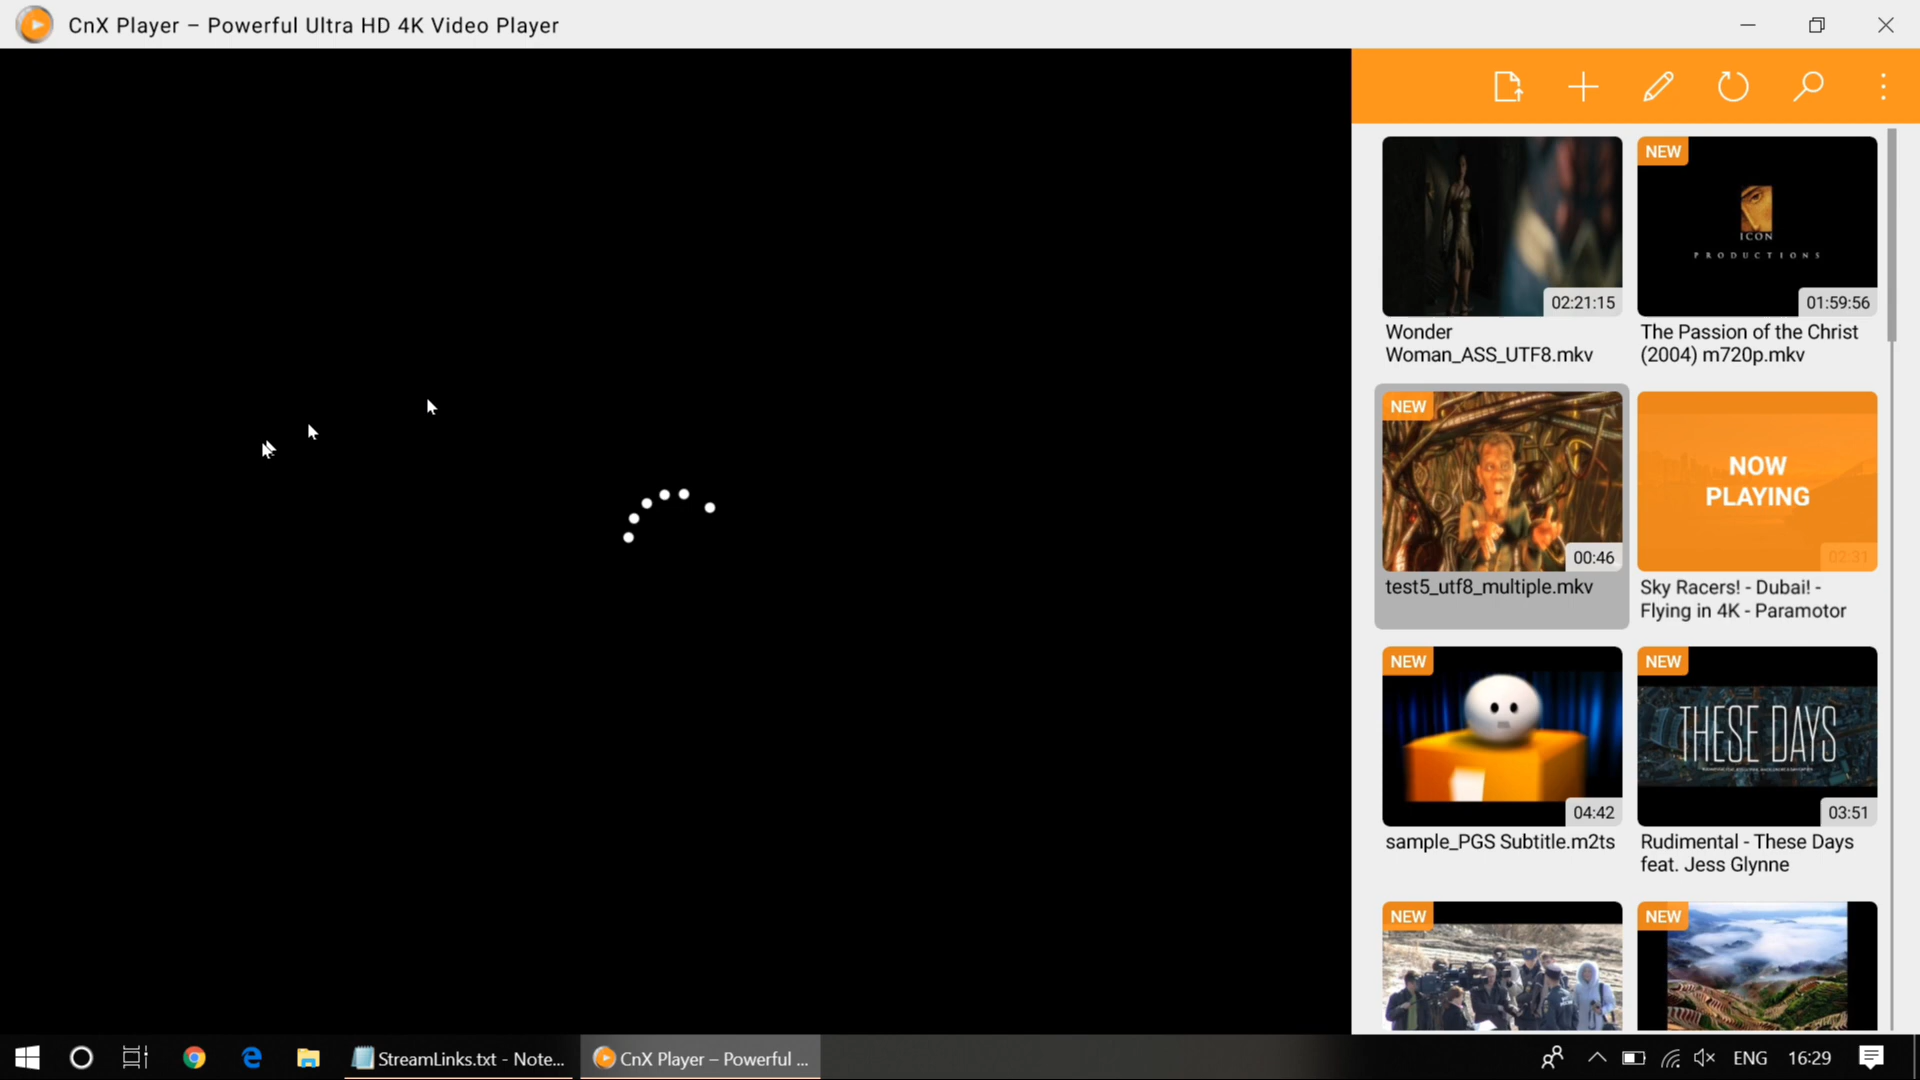 CnX Player – Powerful Ultra HD 4K Video Player
02:21:15
Wonder
Woman_ASS_UTF8.mkv
NEW
ICON
PRODUCTIONS
01:59:56
The Passion of the Christ
(2004) m720p.mkv
NEW
00:46
test5_utf8_multiple.mkv
NOW
PLAYING
02:31
Sky Racers! - Dubai! -
Flying in 4K - Paramotor
NEW
04:42
sample_PGS Subtitle.m2ts
NEW
THESE DAYS
03:51
Rudimental - These Days
feat. Jess Glynne
NEW
NEW
StreamLinks.txt - Note...
CnX Player – Powerful ...
ENG
16:29